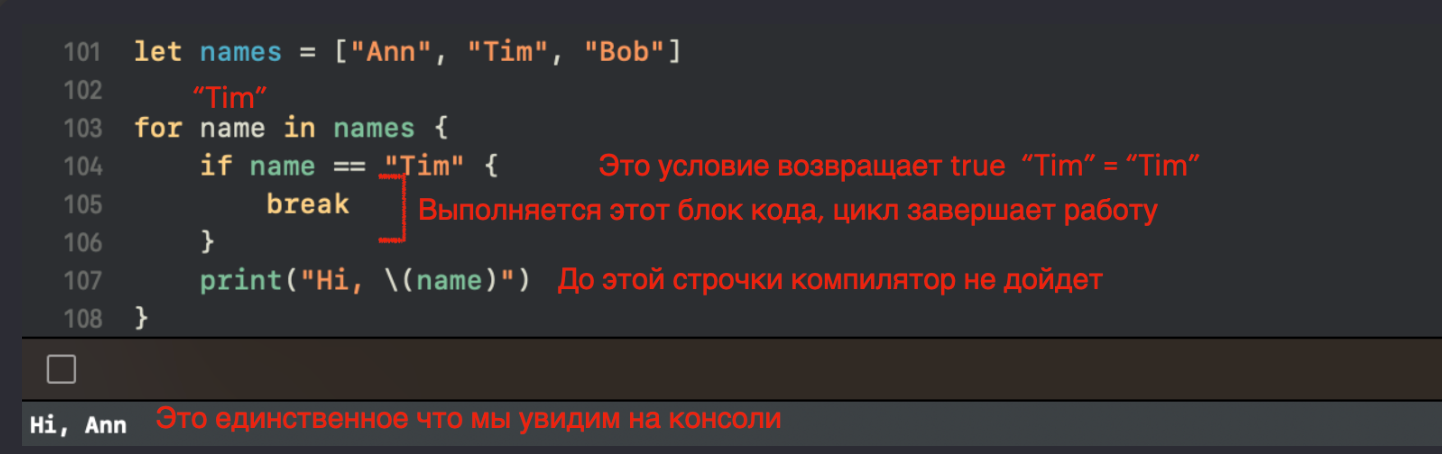 101 let names = ["Ann", "Tim", "Bob"]
102
“Tim”
103 for name in names {
104 if name == "Tim" { Это условие возвращает true “Tim” = “Tim”
105 break Выполняется этот блок кода, цикл завершает работу
106 }
107 print("Hi, \(name)") До этой строчки компилятор не дойдет
108 }
Hi, Ann Это единственное что мы увидим на консоли